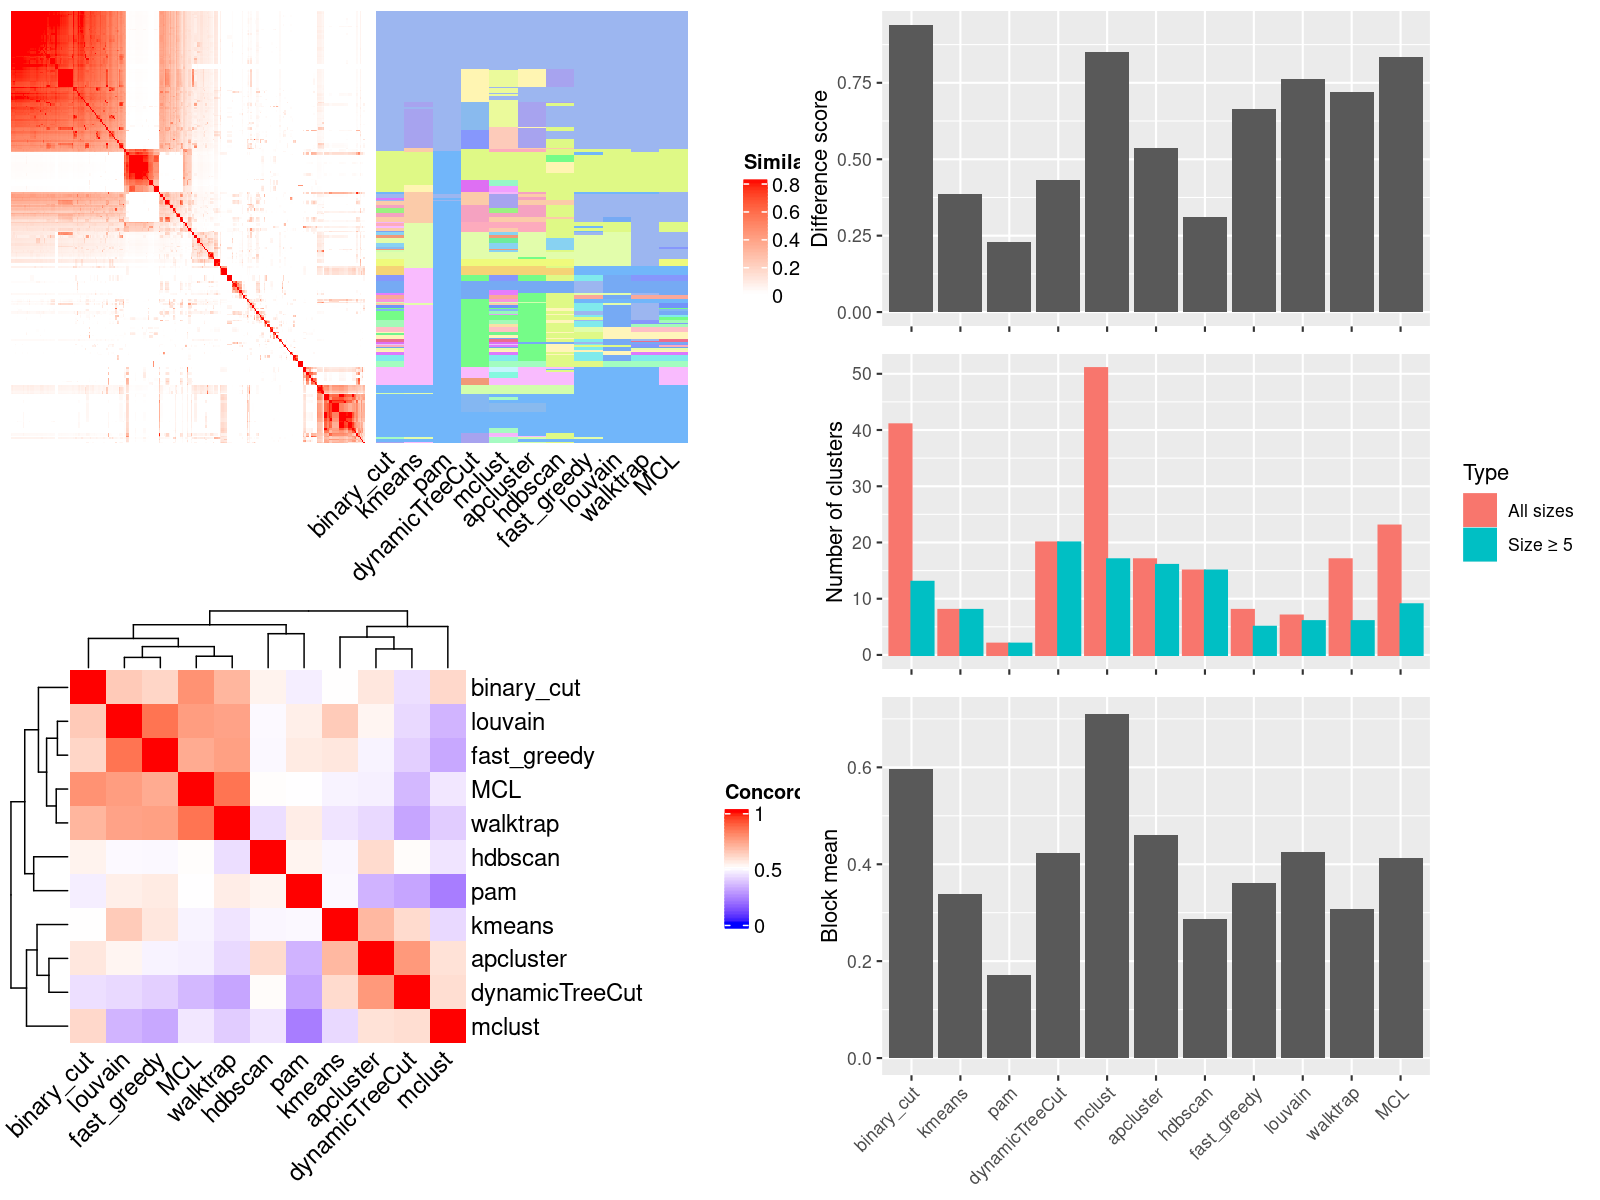 Simila
0.8
0.6
0.4
0.2
0
binary_cut
kmeans
pam
dynamicTreeCut
mclust
apcluster
hdbscan
fast_greedy
louvain
walktrap
MCL
Difference score
0.75
0.50
0.25
0.00
Number of clusters
50
40
30
20
10
0
Type
All sizes
Size ≥ 5
binary_cut
louvain
fast_greedy
MCL
walktrap
hdbscan
pam
kmeans
apcluster
dynamicTreeCut
mclust
binary_cut
louvain
fast_greedy
MCL
walktrap
hdbscan
pam
kmeans
apcluster
dynamicTreeCut
mclust
Concord
1
0.5
0
Block mean
0.6
0.4
0.2
0.0
binary_cut
kmeans
pam
dynamicTreeCut
mclust
apcluster
hdbscan
fast_greedy
louvain
walktrap
MCL